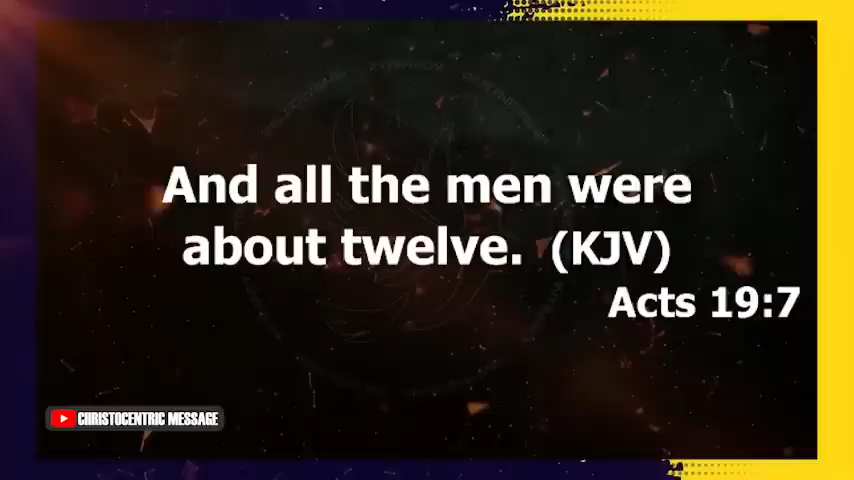 And all the men were
about twelve. (KJV)
Acts 19:7
CHRISTOCENTRIC MESSAGE